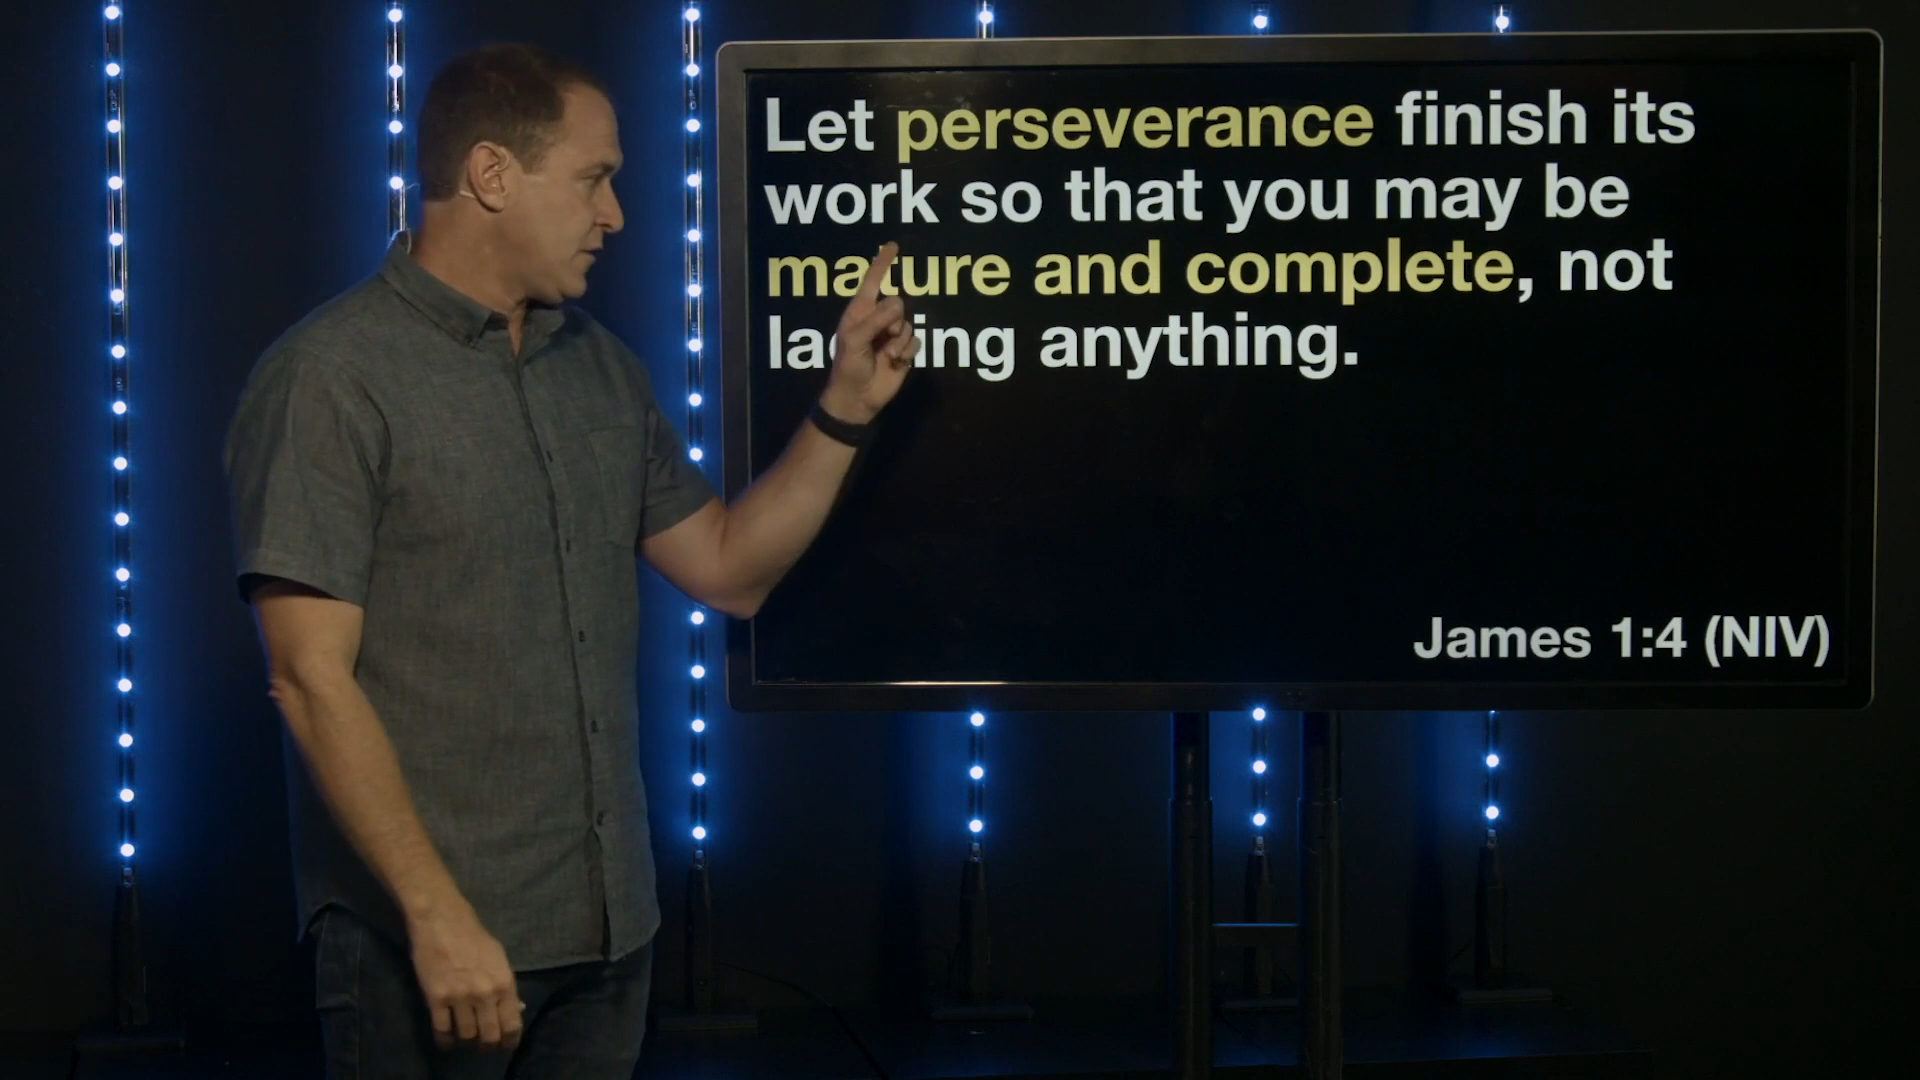 Let perseverance finish its
work so that you may be
mature and complete, not
lacking anything.
James 1:4 (NIV)